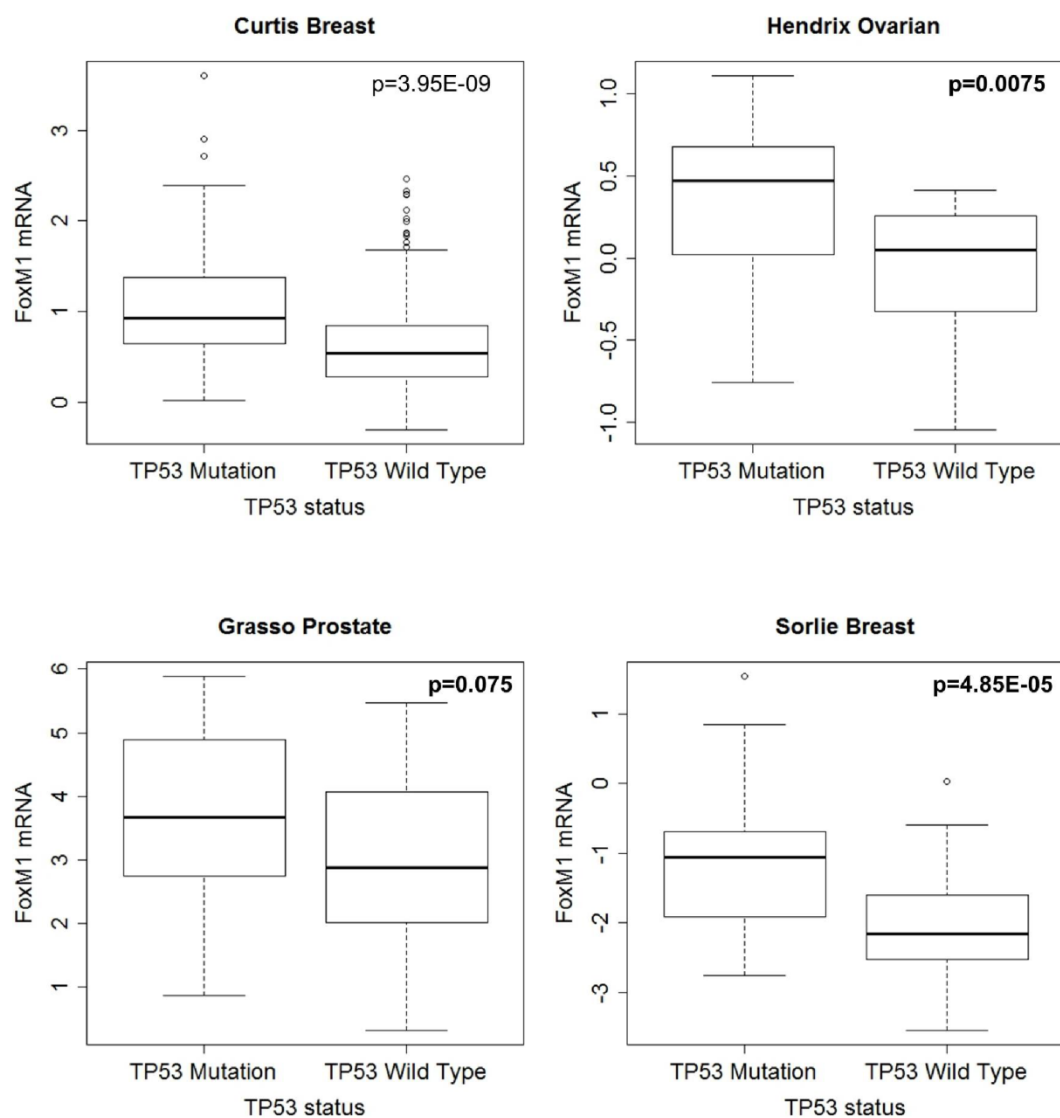 Curtis Breast
p=3.95E-09
FoxM1 mRNA
3
2
1
0
TP53 Mutation TP53 Wild Type
TP53 status
Hendrix Ovarian
p=0.0075
FoxM1 mRNA
1.0
0.5
0.0
-0.5
-1.0
TP53 Mutation TP53 Wild Type
TP53 status
Grasso Prostate
p=0.075
FoxM1 mRNA
6
5
4
3
2
1
TP53 Mutation TP53 Wild Type
TP53 status
Sorlie Breast
p=4.85E-05
FoxM1 mRNA
1
0
-1
-2
-3
TP53 Mutation TP53 Wild Type
TP53 status